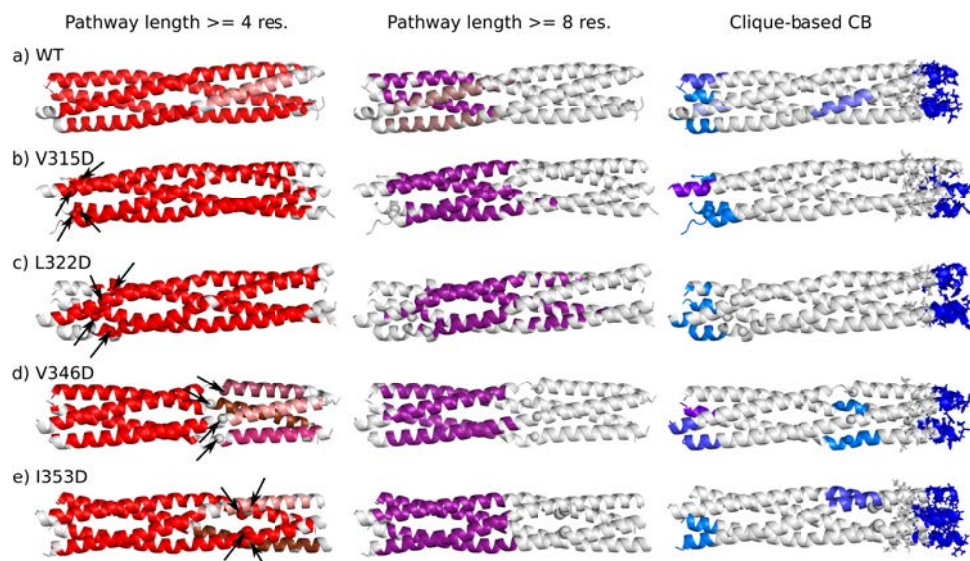 Pathway length >= 4 res. Pathway length >= 8 res. Clique-based CB
a) WT
b) V315D
c) L322D
d) V346D
e) I353D